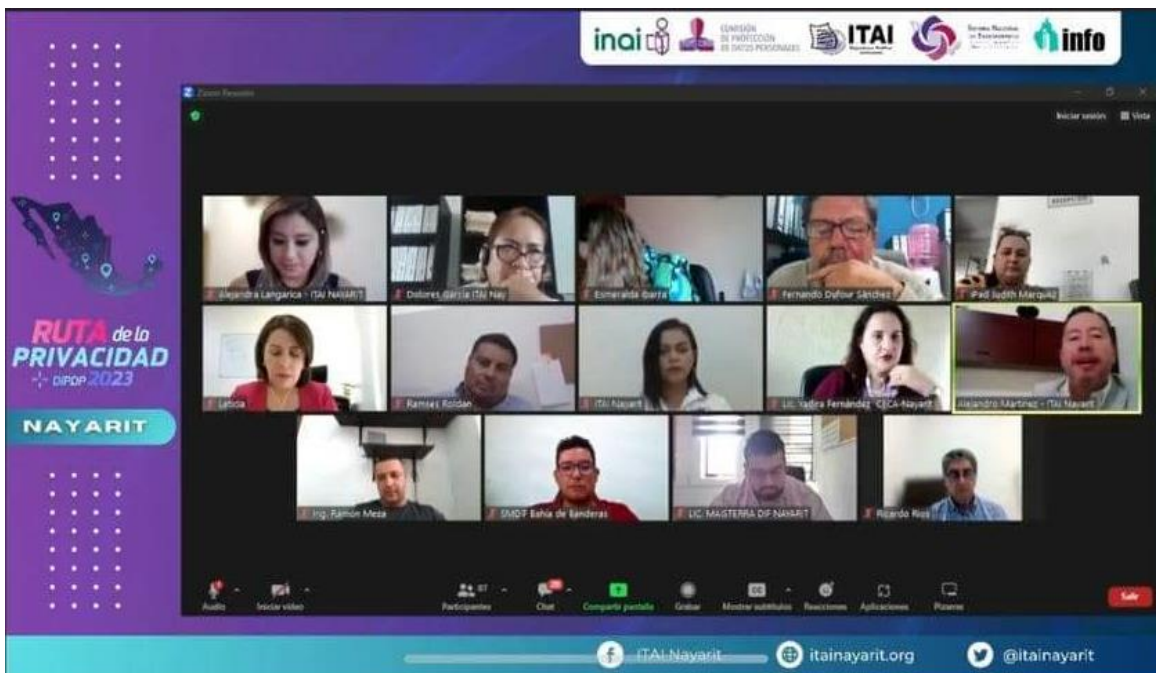 inai
COMISIÓN
DE PROTECCIÓN
DE DATOS PERSONALES
ITAI
info
Zoom Reunión
Iniciar sesión
Vista
RUTA de la
PRIVACIDAD
DIPDP 2023
NAYARIT
Alejandra Langarica - ITAI NAYARIT
Dolores García ITAI Nay
Esmeralda Ibarra
Fernando Dufour Sánchez
iPad Judith Marquez
Leticia
Ramses Roldan
ITAI Nayarit
LIC. Yadira Fernández, CECA-Nayarit
Alejandro Martínez - ITAI Nayarit
Ing. Ramón Meza
SMDIF Bahía de Banderas
LIC. MAISTERRA DIF NAYARIT
Ricardo Rios
Audio
Iniciar video
Participantes
Chat
Compartir pantalla
Grabar
Mostrar subtítulos
Reacciones
Aplicaciones
Pizarras
Salir
ITAI Nayarit
itainayarit.org
@itainayarit